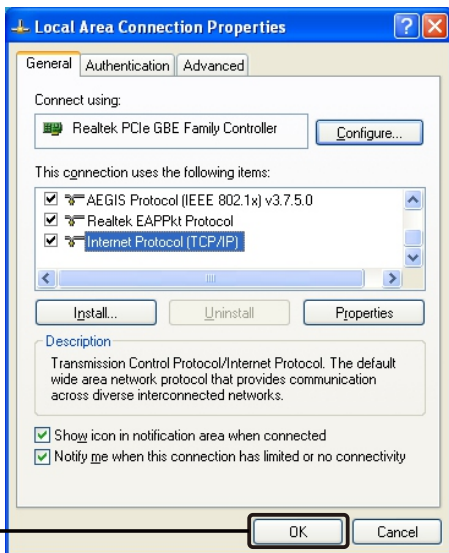 Local Area Connection Properties
General Authentication Advanced
Connect using:
Realtek PCIe GBE Family Controller
Configure...
This connection uses the following items:
AEGIS Protocol (IEEE 802.1x) v3.7.5.0
Realtek EAPPkt Protocol
Internet Protocol (TCP/IP)
Install... Uninstall Properties
Description
Transmission Control Protocol/Internet Protocol. The default
wide area network protocol that provides communication
across diverse interconnected networks.
Show icon in notification area when connected
Notify me when this connection has limited or no connectivity
OK Cancel